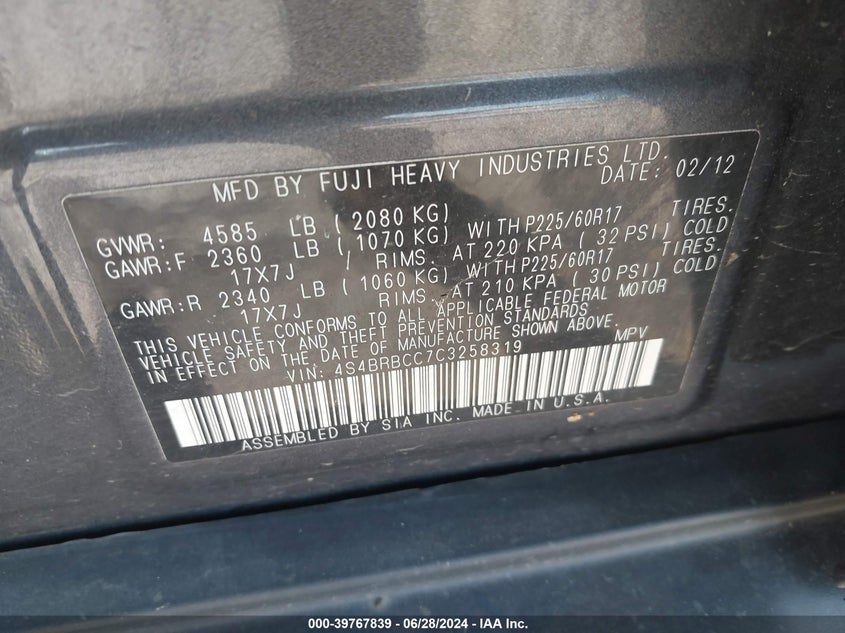 MFD BY FUJI HEAVY INDUSTRIES LTD.
DATE: 02/12
GVWR: 4585 LB ( 2080 KG)
GAWR:F 2360 LB ( 1070 KG) WITH P225/60R17 TIRES.
17X7J / RIMS. AT 220 KPA ( 32 PSI) COLD
GAWR:R 2340 LB ( 1060 KG) WITH P225/60R17 TIRES.
17X7J RIMS. AT 210 KPA ( 30 PSI) COLD
THIS VEHICLE CONFORMS TO ALL APPLICABLE FEDERAL MOTOR
VEHICLE SAFETY AND THEFT PREVENTION STANDARDS
IN EFFECT ON THE DATE OF MANUFACTURE SHOWN ABOVE.
VIN: 4S4BRBCC7C3258319 MPV
ASSEMBLED BY SIA INC. MADE IN U.S.A.
000-39767839 - 06/28/2024 - IAA Inc.